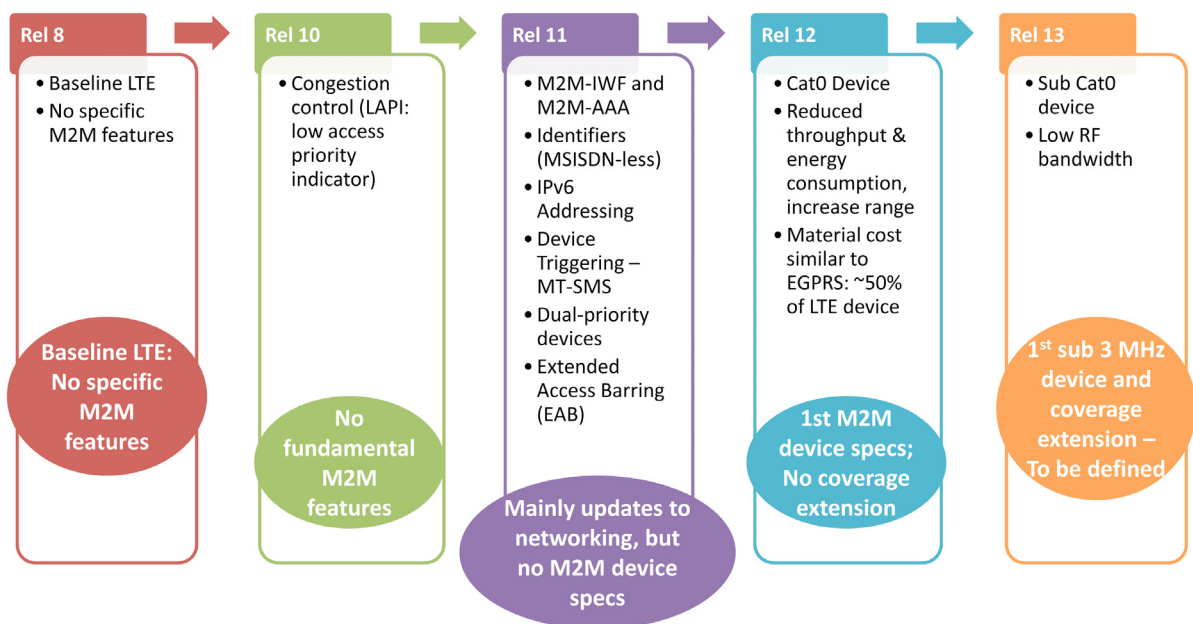 Rel 8
• Baseline LTE
• No specific
M2M features
Baseline LTE:
No specific
M2M
features
Rel 10
• Congestion
control (LAPI:
low access
priority
indicator)
No
fundamental
M2M
features
Rel 11
• M2M-IWF and
M2M-AAA
• Identifiers
(MSISDN-less)
• IPv6
Addressing
• Device
Triggering –
MT-SMS
• Dual-priority
devices
• Extended
Access Barring
(EAB)
Mainly updates to
networking, but
no M2M device
specs
Rel 12
• Cat0 Device
• Reduced
throughput &
energy
consumption,
increase range
• Material cost
similar to
EGPRS: ~50%
of LTE device
1st M2M
device specs;
No coverage
extension
Rel 13
• Sub Cat0
device
• Low RF
bandwidth
1st sub 3 MHz
device and
coverage
extension –
To be defined